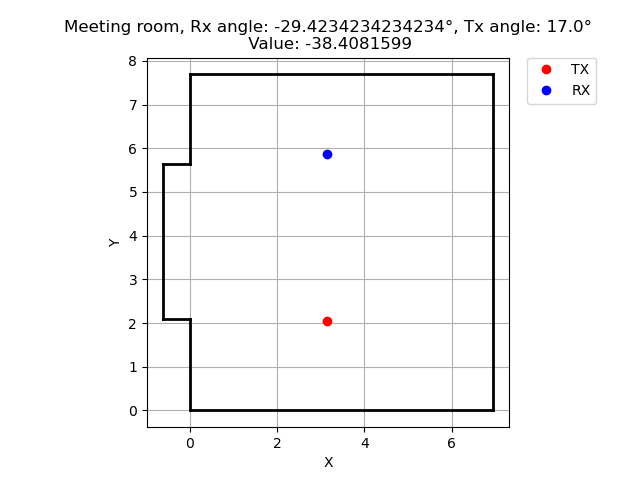 Meeting room, Rx angle: -29.4234234234234°, Tx angle: 17.0°
Value: -38.4081599
TX
RX
8
7
6
5
4
3
2
1
0
Y
0
2
4
6
X